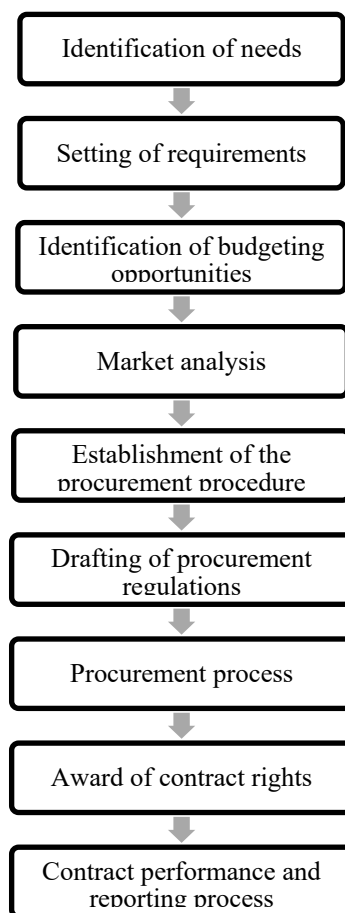 Identification of needs
Setting of requirements
Identification of budgeting
opportunities
Market analysis
Establishment of the
procurement procedure
Drafting of procurement
regulations
Procurement process
Award of contract rights
Contract performance and
reporting process